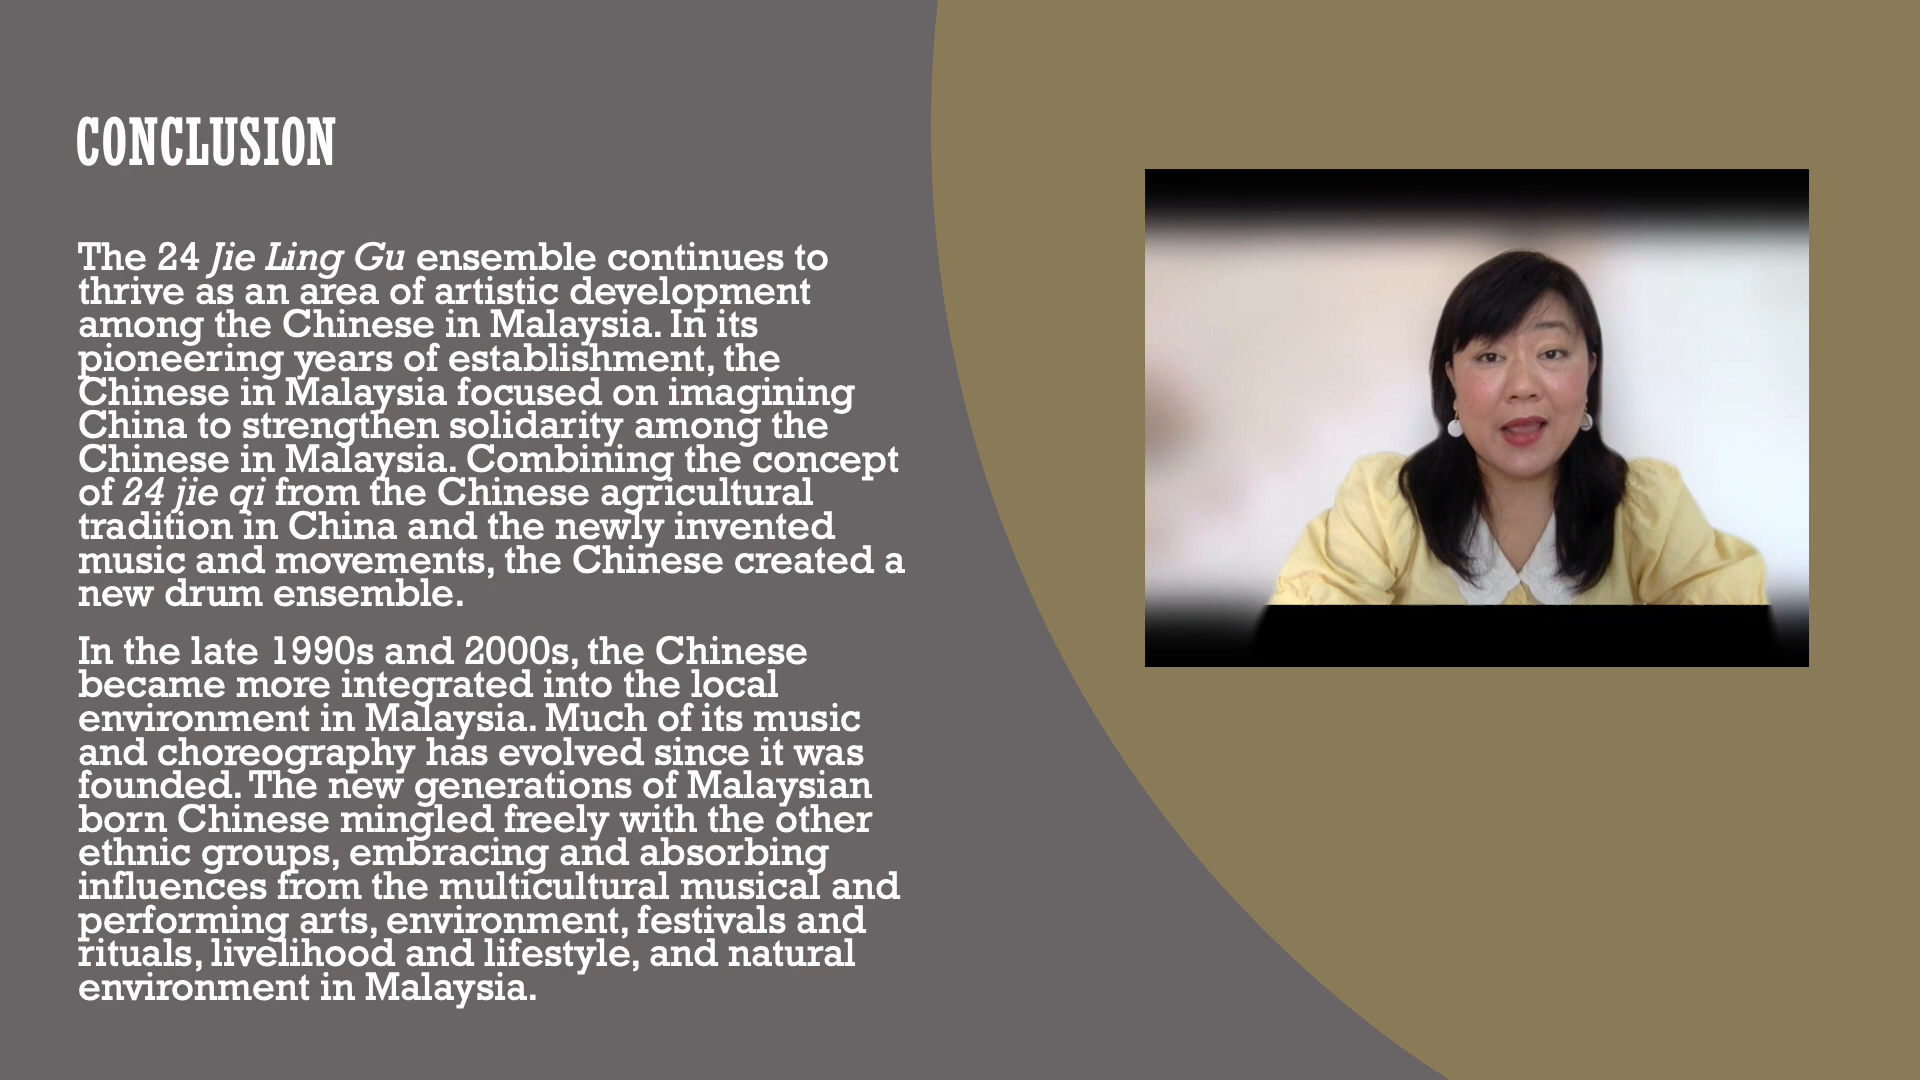 CONCLUSION
The 24 Jie Ling Gu ensemble continues to
thrive as an area of artistic development
among the Chinese in Malaysia. In its
pioneering years of establishment, the
Chinese in Malaysia focused on imagining
China to strengthen solidarity among the
Chinese in Malaysia. Combining the concept
of 24 jie qi from the Chinese agricultural
tradition in China and the newly invented
music and movements, the Chinese created a
new drum ensemble.
In the late 1990s and 2000s, the Chinese
became more integrated into the local
environment in Malaysia. Much of its music
and choreography has evolved since it was
founded. The new generations of Malaysian
born Chinese mingled freely with the other
ethnic groups, embracing and absorbing
influences from the multicultural musical and
performing arts, environment, festivals and
rituals, livelihood and lifestyle, and natural
environment in Malaysia.